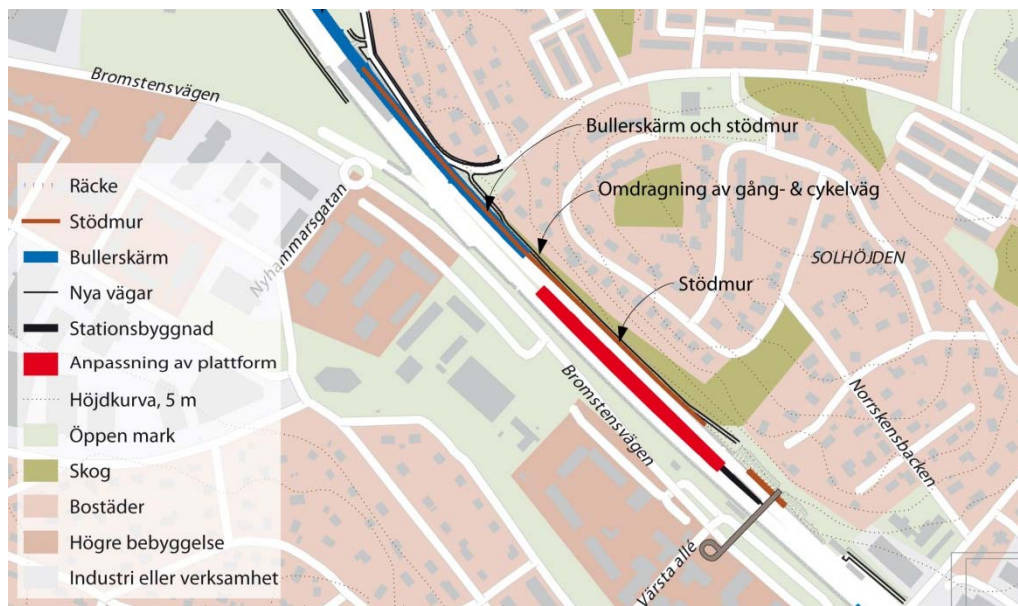 Bromstensvägen
Bullerskärm och stödmur
Omdragning av gång- & cykelväg
SOLHÖJDEN
Stödmur
Nyhammarsgatan
Bromstensvägen
Norrskensbacken
Värsta allé
Räcke
Stödmur
Bullerskärm
Nya vägar
Stationsbyggnad
Anpassning av plattform
Höjdkurva, 5 m
Öppen mark
Skog
Bostäder
Högre bebyggelse
Industri eller verksamhet